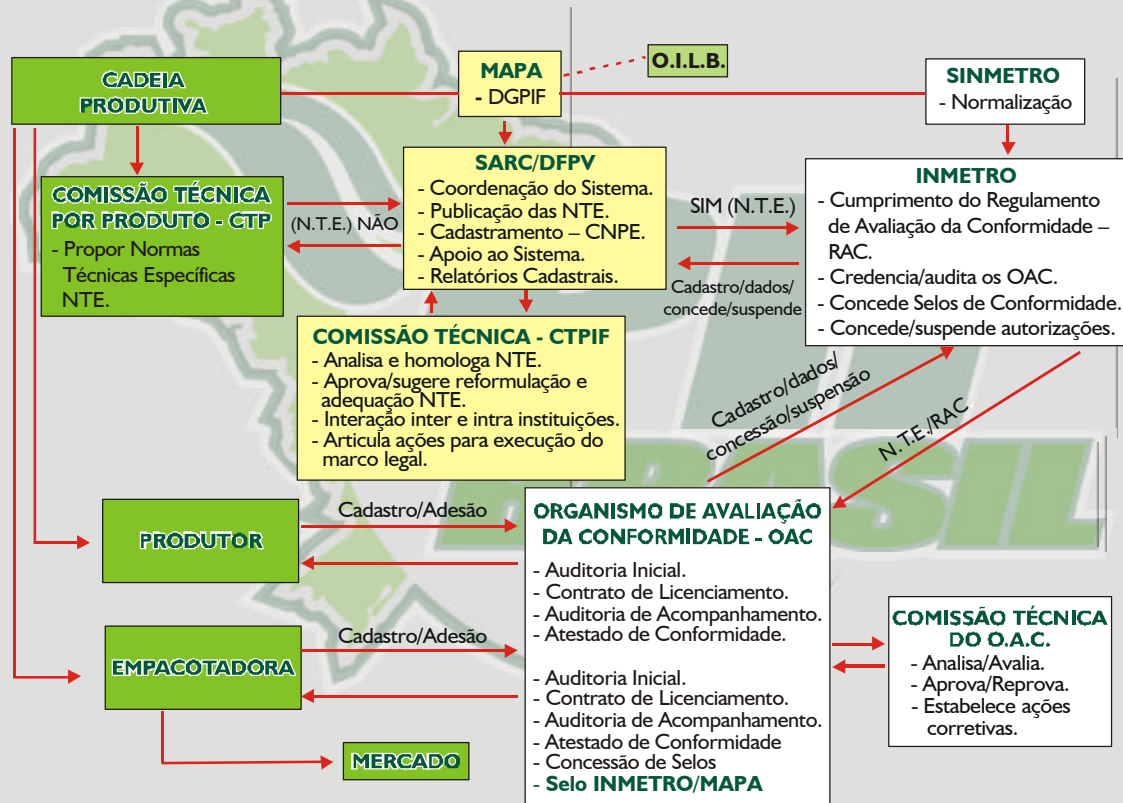 CADEIA
PRODUTIVA
MAPA
- DGPIF
O.I.L.B.
SINMETRO
- Normalização
COMISSÃO TÉCNICA
POR PRODUTO - CTP
- Propor Normas
Técnicas Específicas
NTE.
(N.T.E.) NÃO
SARC/DFPV
- Coordenação do Sistema.
- Publicação das NTE.
- Cadastramento – CNPE.
- Apoio ao Sistema.
- Relatórios Cadastrais.
SIM (N.T.E.)
Cadastro/dados/
concede/suspende
INMETRO
- Cumprimento do Regulamento
de Avaliação da Conformidade –
RAC.
- Credencia/audita os OAC.
- Concede Selos de Conformidade.
- Concede/suspende autorizações.
COMISSÃO TÉCNICA - CTPIF
- Analisa e homologa NTE.
- Aprova/sugere reformulação e
adequação NTE.
- Interação inter e intra instituições.
- Articula ações para execução do
marco legal.
Cadastro/dados/
concessão/suspensão
N.T.E./RAC
BRASIL
PRODUTOR
Cadastro/Adesão
EMPACOTADORA
Cadastro/Adesão
MERCADO
ORGANISMO DE AVALIAÇÃO
DA CONFORMIDADE - OAC
- Auditoria Inicial.
- Contrato de Licenciamento.
- Auditoria de Acompanhamento.
- Atestado de Conformidade.
- Auditoria Inicial.
- Contrato de Licenciamento.
- Auditoria de Acompanhamento.
- Atestado de Conformidade
- Concessão de Selos
- Selo INMETRO/MAPA
COMISSÃO TÉCNICA
DO O.A.C.
- Analisa/Avalia.
- Aprova/Reprova.
- Estabelece ações
corretivas.